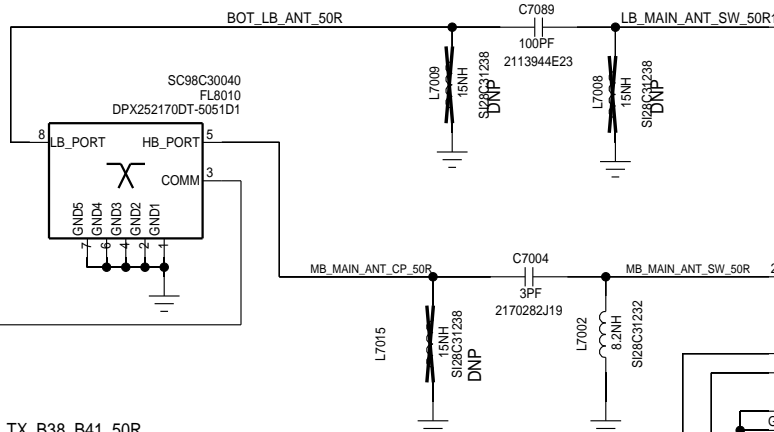 BOT_LB_ANT_50R
C7089
100PF
2113944E23
LB_MAIN_ANT_SW_50R1
L7009
15NH
SI28C31238
DNP
L7008
15NH
SI28C31238
DNP
SC98C30040
FL8010
DPX252170DT-5051D1
8
LB_PORT
HB_PORT
5
COMM
3
GND5
GND4
GND3
GND2
GND1
7
6
4
2
1
MB_MAIN_ANT_CP_50R
C7004
3PF
2170282J19
MB_MAIN_ANT_SW_50R
2
L7015
15NH
SI28C31238
DNP
L7002
8.2NH
SI28C31232
TX_B38_B41_50R
G